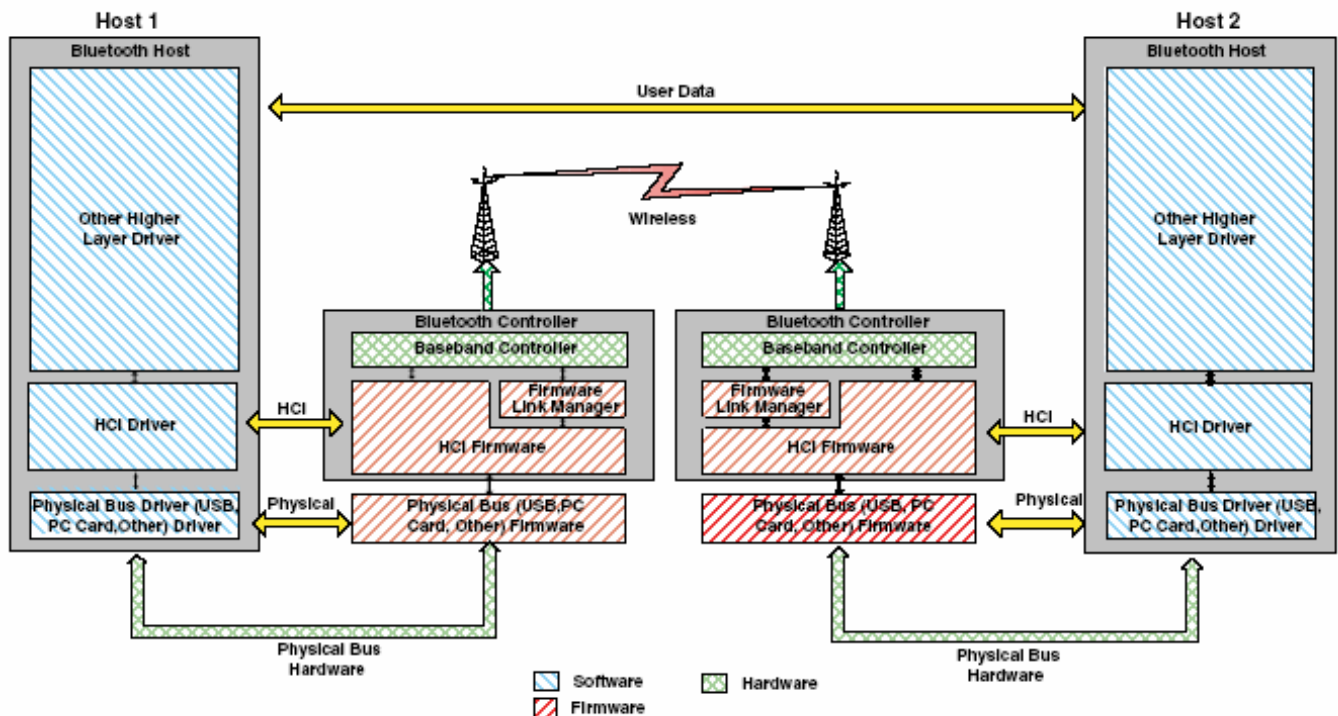 Host 1
Host 2
Bluetooth Host
Bluetooth Host
User Data
Other Higher
Layer Driver
Wireless
Other Higher
Layer Driver
Bluetooth Controller
Bluetooth Controller
Baseband Controller
Baseband Controller
Firmware
Link Manager
Firmware
Link Manager
HCI Driver
HCI
HCI Firmware
HCI Firmware
HCI
HCI Driver
Physical Bus Driver (USB,
PC Card,Other) Driver
Physical
Physical Bus (USB,PC
Card, Other) Firmware
Physical Bus (USB, PC
Card, Other) Firmware
Physical
Physical Bus Driver (USB,
PC Card,Other) Driver
Physical Bus
Hardware
Physical Bus
Hardware
Software
Hardware
Firmware